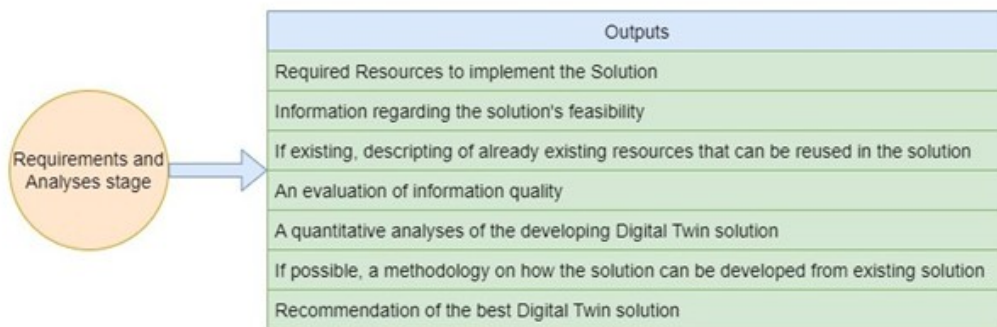 Requirements and
Analyses stage
Outputs
Required Resources to implement the Solution
Information regarding the solution's feasibility
If existing, descripting of already existing resources that can be reused in the solution
An evaluation of information quality
A quantitative analyses of the developing Digital Twin solution
If possible, a methodology on how the solution can be developed from existing solution
Recommendation of the best Digital Twin solution